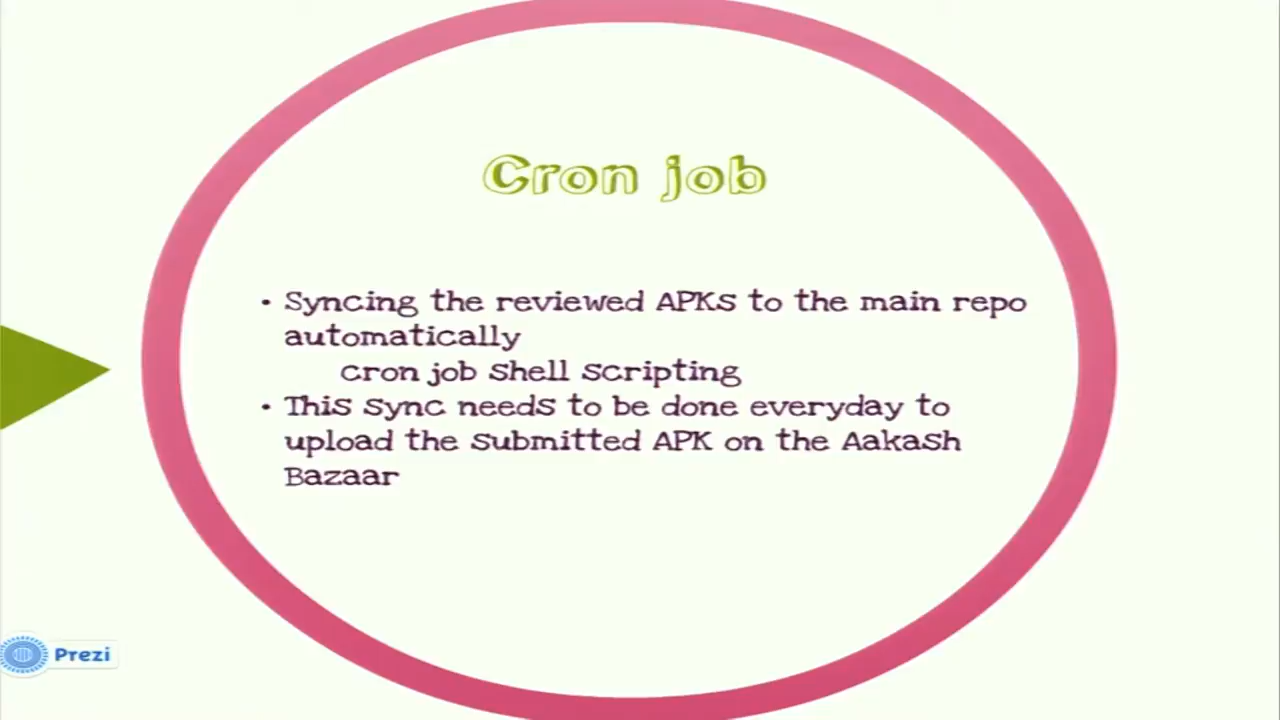 Cron job
• Syncing the reviewed APKs to the main repo
automatically
cron job shell scripting
• This sync needs to be done everyday to
upload the submitted APK on the Aakash
Bazaar
Prezi